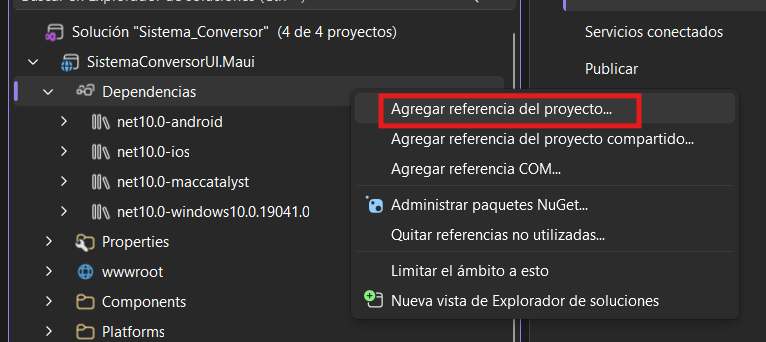 Solución "Sistema_Conversor" (4 de 4 proyectos)
SistemaConversorUI.Maui
Dependencias
net10.0-android
net10.0-ios
net10.0-maccatalyst
net10.0-windows10.0.19041.0
Properties
wwwroot
Components
Platforms
Agregar referencia del proyecto...
Agregar referencia del proyecto compartido...
Agregar referencia COM...
Administrar paquetes NuGet...
Quitar referencias no utilizadas...
Limitar el ámbito a esto
Nueva vista de Explorador de soluciones
Servicios conectados
Publicar